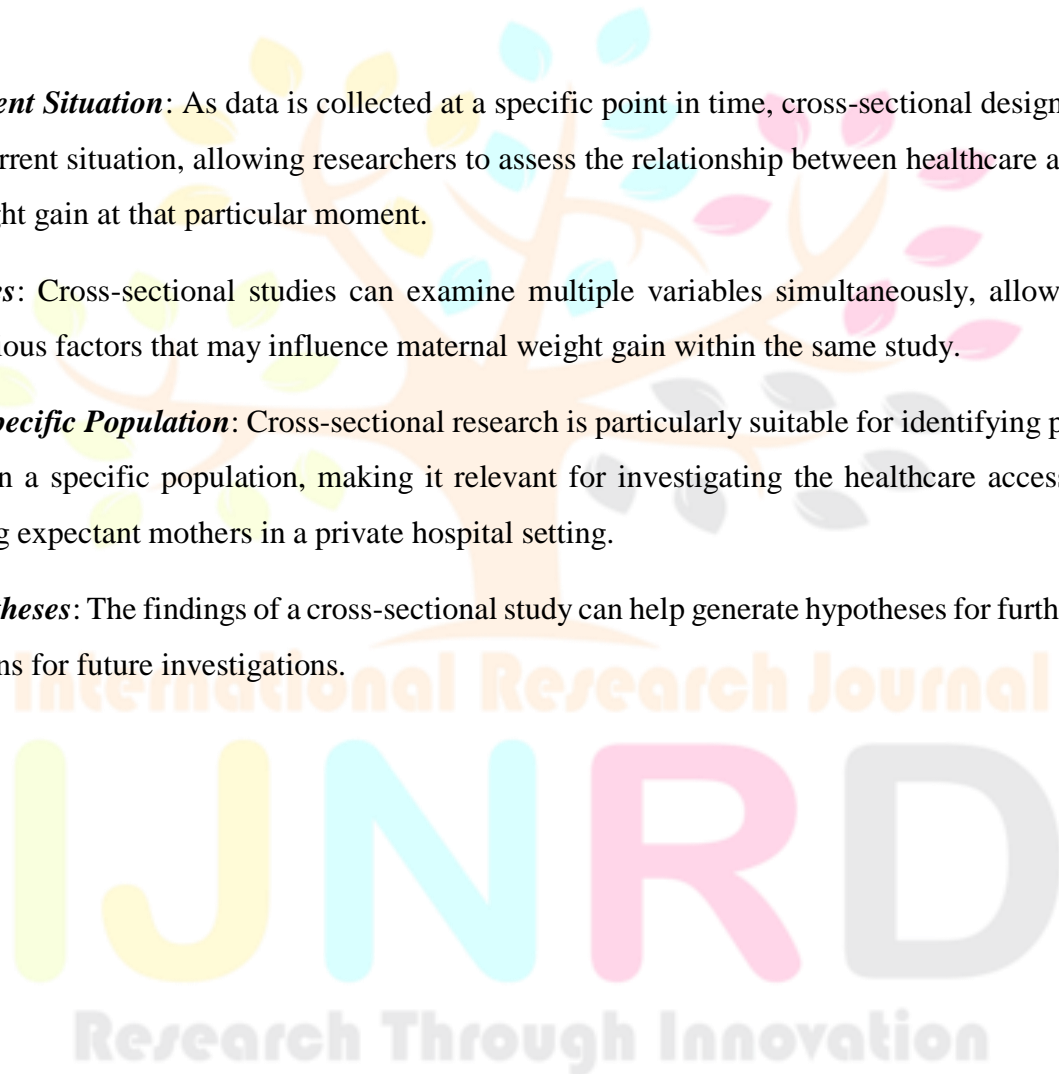 ent Situation: As data is collected at a specific point in time, cross-sectional design
rrent situation, allowing researchers to assess the relationship between healthcare a
ght gain at that particular moment.
es: Cross-sectional studies can examine multiple variables simultaneously, allow
ious factors that may influence maternal weight gain within the same study.
pecific Population: Cross-sectional research is particularly suitable for identifying p
n a specific population, making it relevant for investigating the healthcare access
g expectant mothers in a private hospital setting.
theses: The findings of a cross-sectional study can help generate hypotheses for furth
ns for future investigations.
International Research Journal
IJNRD
Research Through Innovation